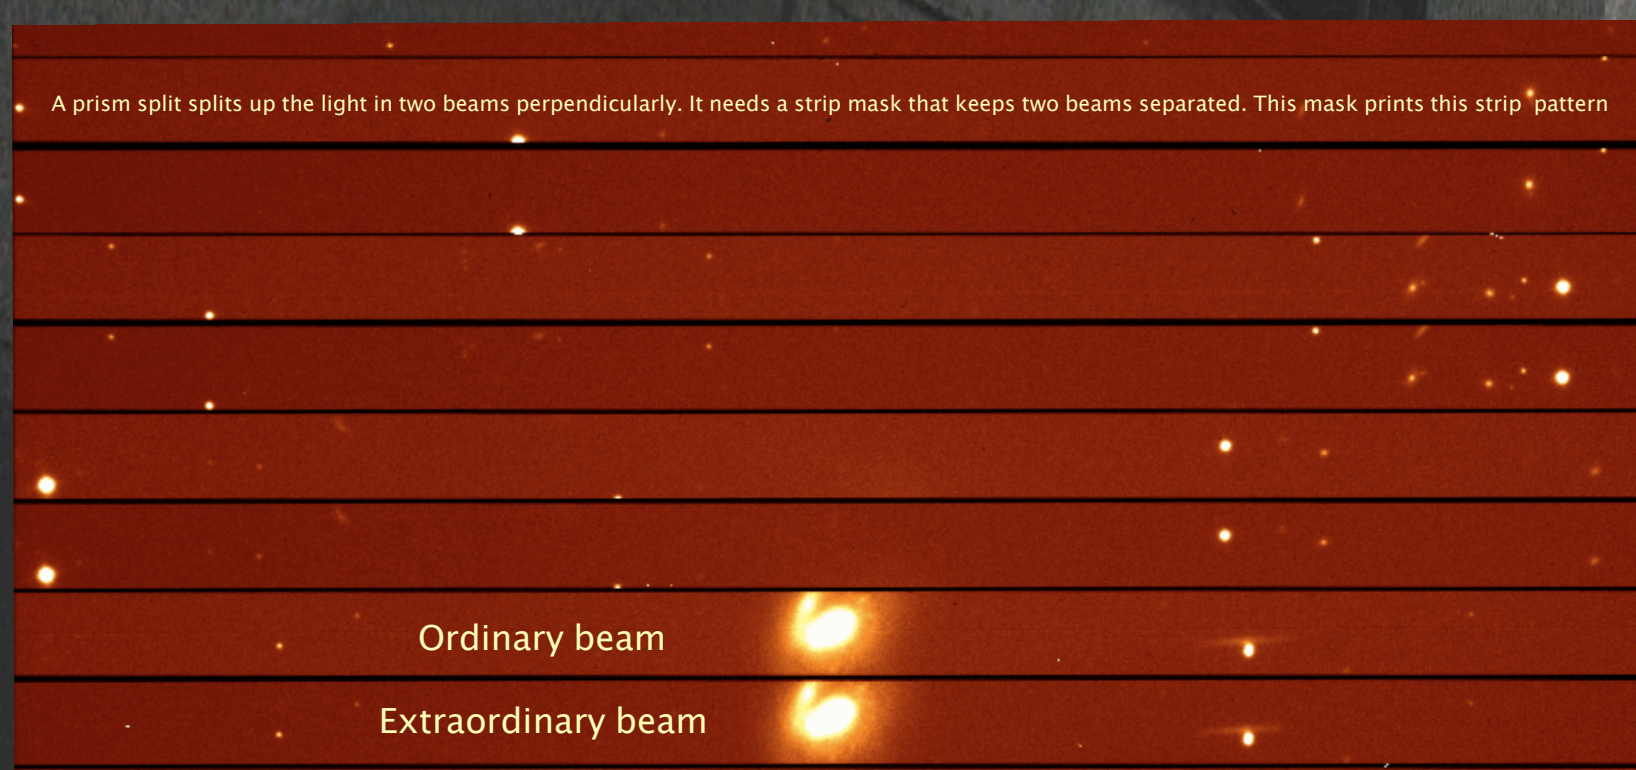 A prism split splits up the light in two beams perpendicularly. It needs a strip mask that keeps two beams separated. This mask prints this strip pattern
Ordinary beam
Extraordinary beam